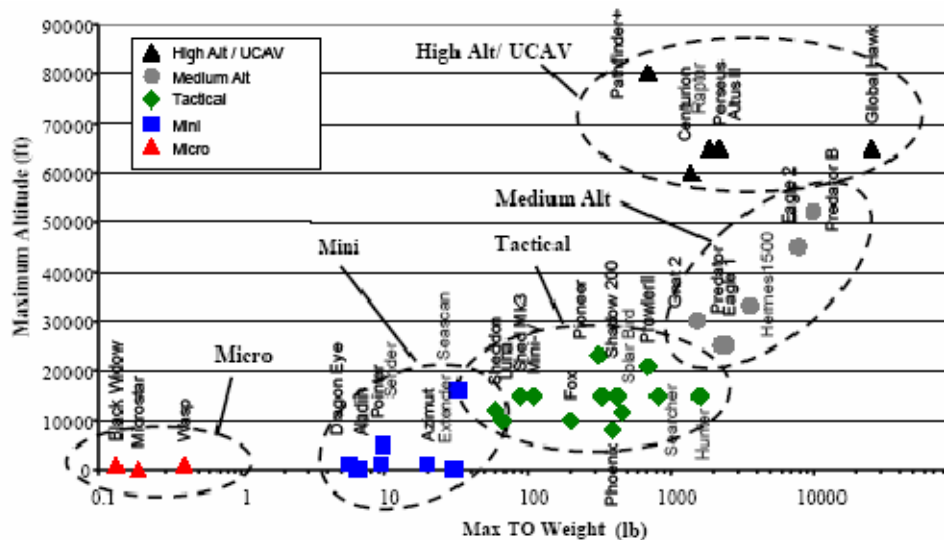 90000
80000
70000
60000
50000
40000
30000
20000
10000
0
Maximum Altitude (ft)
High Alt / UCAV
Medium Alt
Tactical
Mini
Micro
High Alt/ UCAV
Medium Alt
Tactical
Mini
Micro
Pathfinder+
Centurion
Raptor
Perseus
Altus II
Global Hawk
Eagle 2
Predator B
Gnat 2
Predator
Eagle 1
Hermes1500
Sheddon
Luna
Shed Mk3
Mini-
Pioneer
Fox
Shadow 200
Solar Bird
ProwlerII
Phoenix
Searcher
Hunter
Dragon Eye
Aladin
Pointer
Sender
Azimut
Extender
Seascan
Black Widow
Microstar
Wasp
0.1
1
10
100
1000
10000
Max TO Weight (lb)